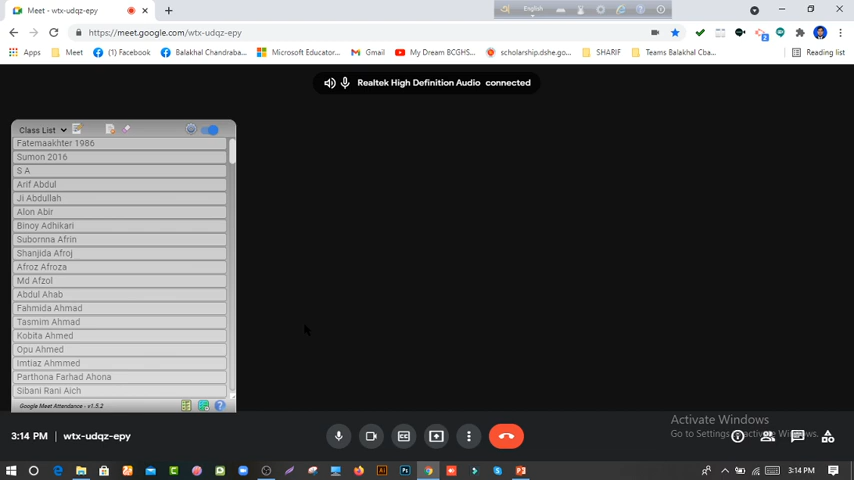 Meet - wtx-udqz-epy
English
https://meet.google.com/wtx-udqz-epy
Apps Meet (1) Facebook Balakhal Chandraba... Microsoft Educator... Gmail My Dream BCGHS... scholarship.dshe.go... SHARIF Teams Balakhal Cba... Reading list
Realtek High Definition Audio connected
Class List
Fatemaakhter 1986
Sumon 2016
S A
Arif Abdul
Ji Abdullah
Alon Abir
Binoy Adhikari
Subornna Afrin
Shanjida Afroj
Afroz Afroza
Md Afzol
Abdul Ahab
Fahmida Ahmad
Tasmim Ahmad
Kobita Ahmed
Opu Ahmed
Imtiaz Ahmmed
Parthona Farhad Ahona
Sibani Rani Aich
Google Meet Attendance - v1.5.2
Activate Windows
Go to Settings to activate Windows.
3:14 PM wtx-udqz-epy
3:14 PM